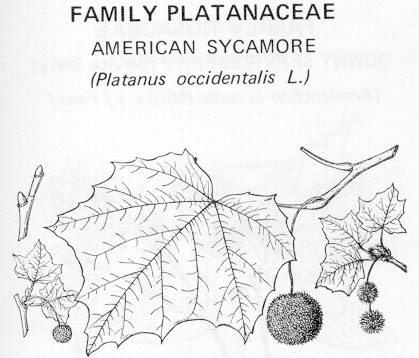 FAMILY PLATANACEAE
AMERICAN SYCAMORE
(Platanus occidentalis L.)